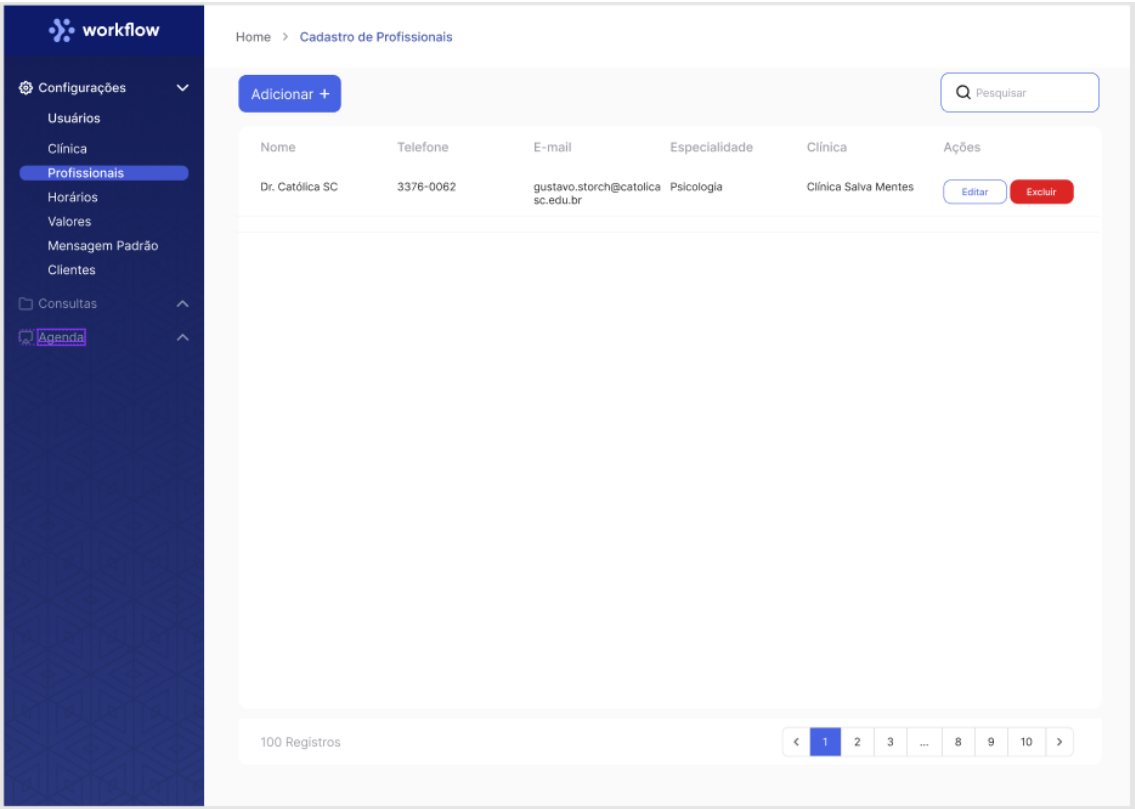 workflow
Home > Cadastro de Profissionais
Configurações
Usuários
Clínica
Profissionais
Horários
Valores
Mensagem Padrão
Clientes
Consultas
Agenda
Adicionar +
Pesquisar
Nome Telefone E-mail Especialidade Clínica Ações
Dr. Católica SC 3376-0062 gustavo.storch@catolica Psicologia Clínica Salva Mentes Editar Excluir
sc.edu.br
100 Registros
< 1 2 3 ... 8 9 10 >